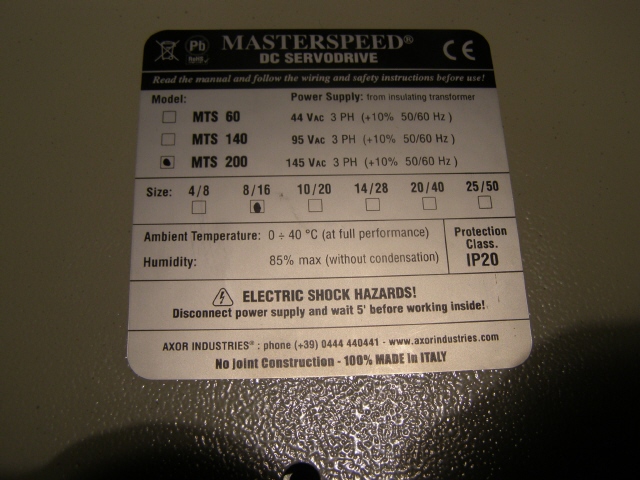 Pb
RoHS
MASTERSPEED®
DC SERVODRIVE
CE
Read the manual and follow the wiring and safety instructions before use!
Model: Power Supply: from insulating transformer
MTS 60 44 VAC 3 PH (+10% 50/60 Hz)
MTS 140 95 VAC 3 PH (+10% 50/60 Hz)
MTS 200 145 VAC 3 PH (+10% 50/60 Hz)
Size: 4/8 8/16 10/20 14/28 20/40 25/50
Ambient Temperature: 0 ÷ 40 °C (at full performance)
Humidity: 85% max (without condensation)
Protection
Class.
IP20
ELECTRIC SHOCK HAZARDS!
Disconnect power supply and wait 5' before working inside!
AXOR INDUSTRIES® : phone (+39) 0444 440441 - www.axorindustries.com
No Joint Construction - 100% MADE in ITALY